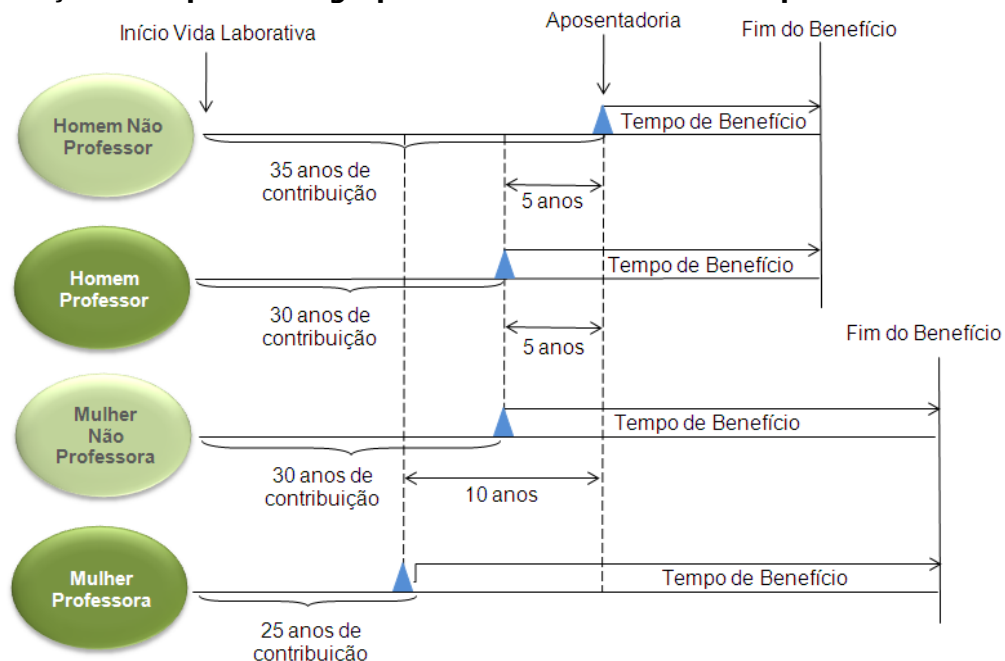 Início Vida Laborativa
Aposentadoria
Fim do Benefício
Homem Não
Professor
Tempo de Benefício
35 anos de
contribuição
5 anos
Homem
Professor
Tempo de Benefício
30 anos de
contribuição
5 anos
Fim do Benefício
Mulher
Não
Professora
Tempo de Benefício
30 anos de
contribuição
10 anos
Mulher
Professora
Tempo de Benefício
25 anos de
contribuição